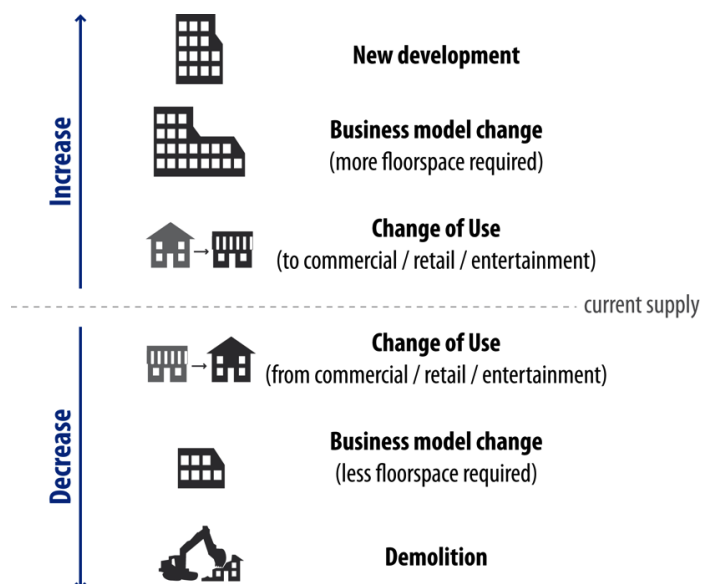 New development
Business model change
(more floorspace required)
Increase
Change of Use
(to commercial / retail / entertainment)
current supply
Change of Use
(from commercial / retail / entertainment)
Decrease
Business model change
(less floorspace required)
Demolition